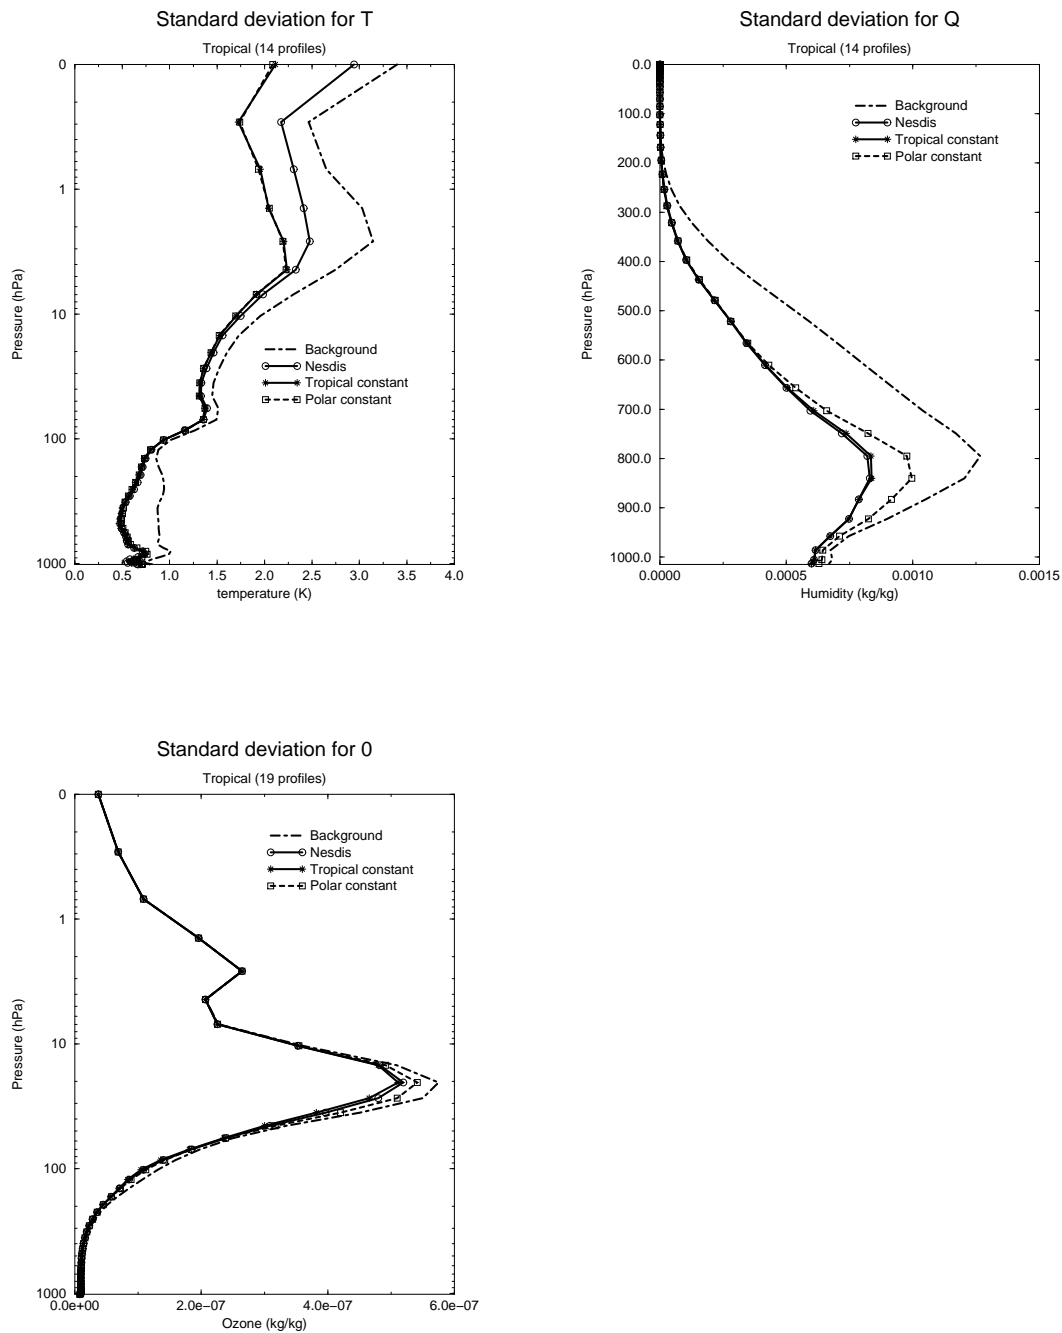 Standard deviation for T
Tropical (14 profiles)
0
1
10
100
1000
Pressure (hPa)
Background
Nesdis
Tropical constant
Polar constant
0.0 0.5 1.0 1.5 2.0 2.5 3.0 3.5 4.0
temperature (K)
Standard deviation for Q
Tropical (14 profiles)
0.0
100.0
200.0
300.0
400.0
500.0
600.0
700.0
800.0
900.0
1000.0
Pressure (hPa)
Background
Nesdis
Tropical constant
Polar constant
0.0000 0.0005 0.0010 0.0015
Humidity (kg/kg)
Standard deviation for 0
Tropical (19 profiles)
0
1
10
100
1000
Pressure (hPa)
Background
Nesdis
Tropical constant
Polar constant
0.0e+00 2.0e−07 4.0e−07 6.0e−07
Ozone (kg/kg)